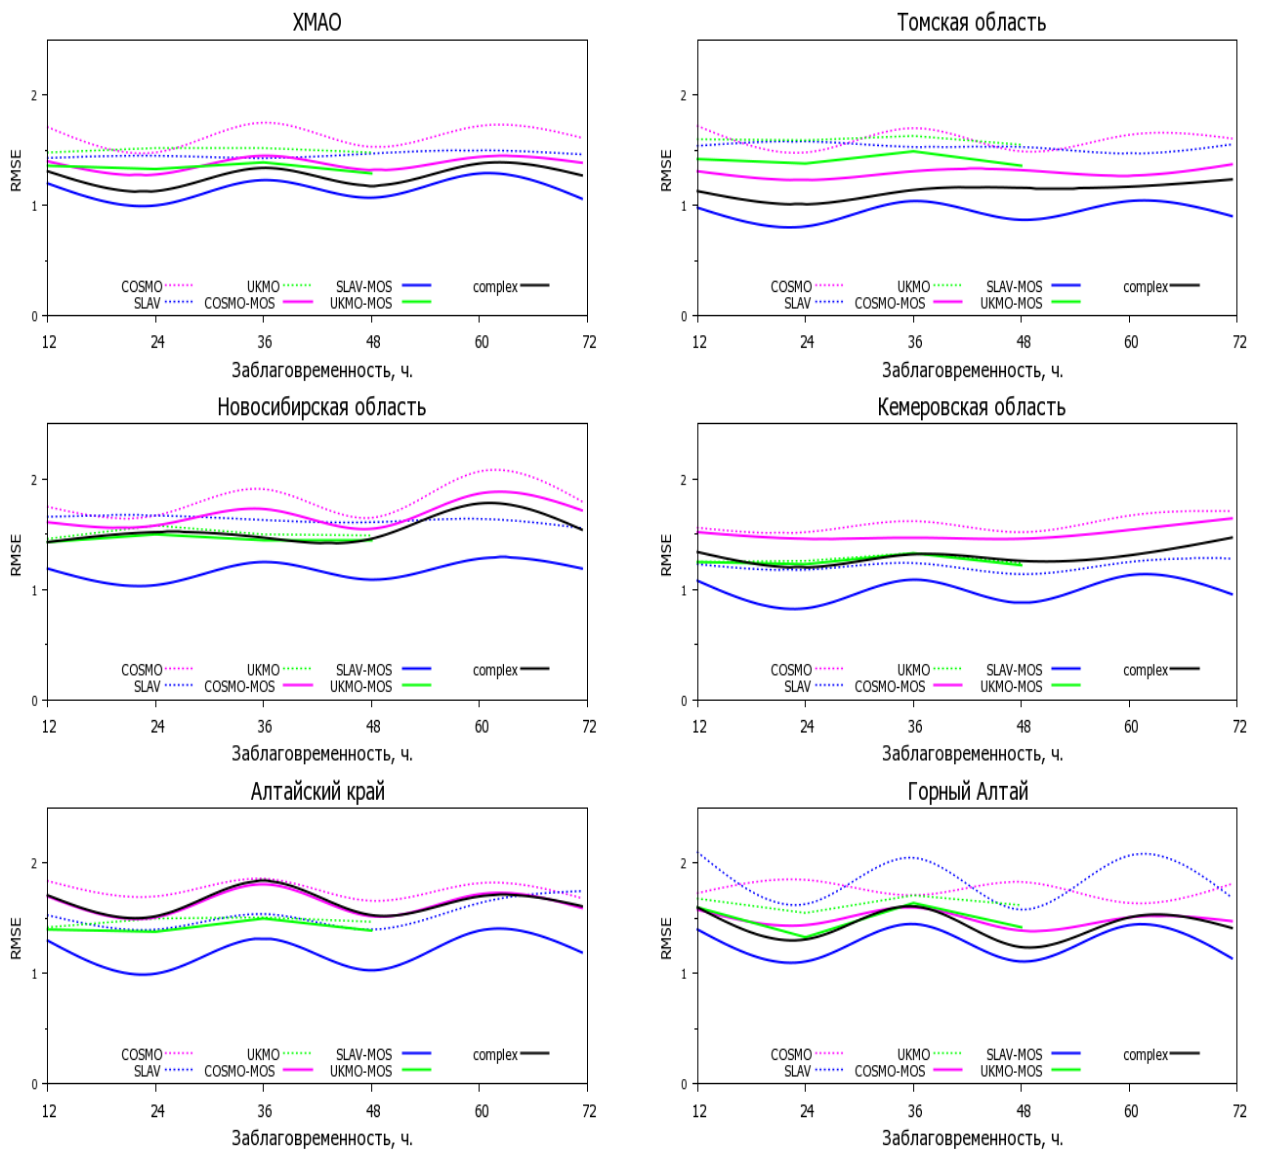 ХМАО
2
1
0
RMSE
COSMO
UKMO
SLAV-MOS
complex
SLAV
COSMO-MOS
UKMO-MOS
12 24 36 48 60 72
Заблаговременность, ч.
Томская область
2
1
0
RMSE
COSMO
UKMO
SLAV-MOS
complex
SLAV
COSMO-MOS
UKMO-MOS
12 24 36 48 60 72
Заблаговременность, ч.
Новосибирская область
2
1
0
RMSE
COSMO
UKMO
SLAV-MOS
complex
SLAV
COSMO-MOS
UKMO-MOS
12 24 36 48 60 72
Заблаговременность, ч.
Кемеровская область
2
1
0
RMSE
COSMO
UKMO
SLAV-MOS
complex
SLAV
COSMO-MOS
UKMO-MOS
12 24 36 48 60 72
Заблаговременность, ч.
Алтайский край
2
1
0
RMSE
COSMO
UKMO
SLAV-MOS
complex
SLAV
COSMO-MOS
UKMO-MOS
12 24 36 48 60 72
Заблаговременность, ч.
Горный Алтай
2
1
0
RMSE
COSMO
UKMO
SLAV-MOS
complex
SLAV
COSMO-MOS
UKMO-MOS
12 24 36 48 60 72
Заблаговременность, ч.